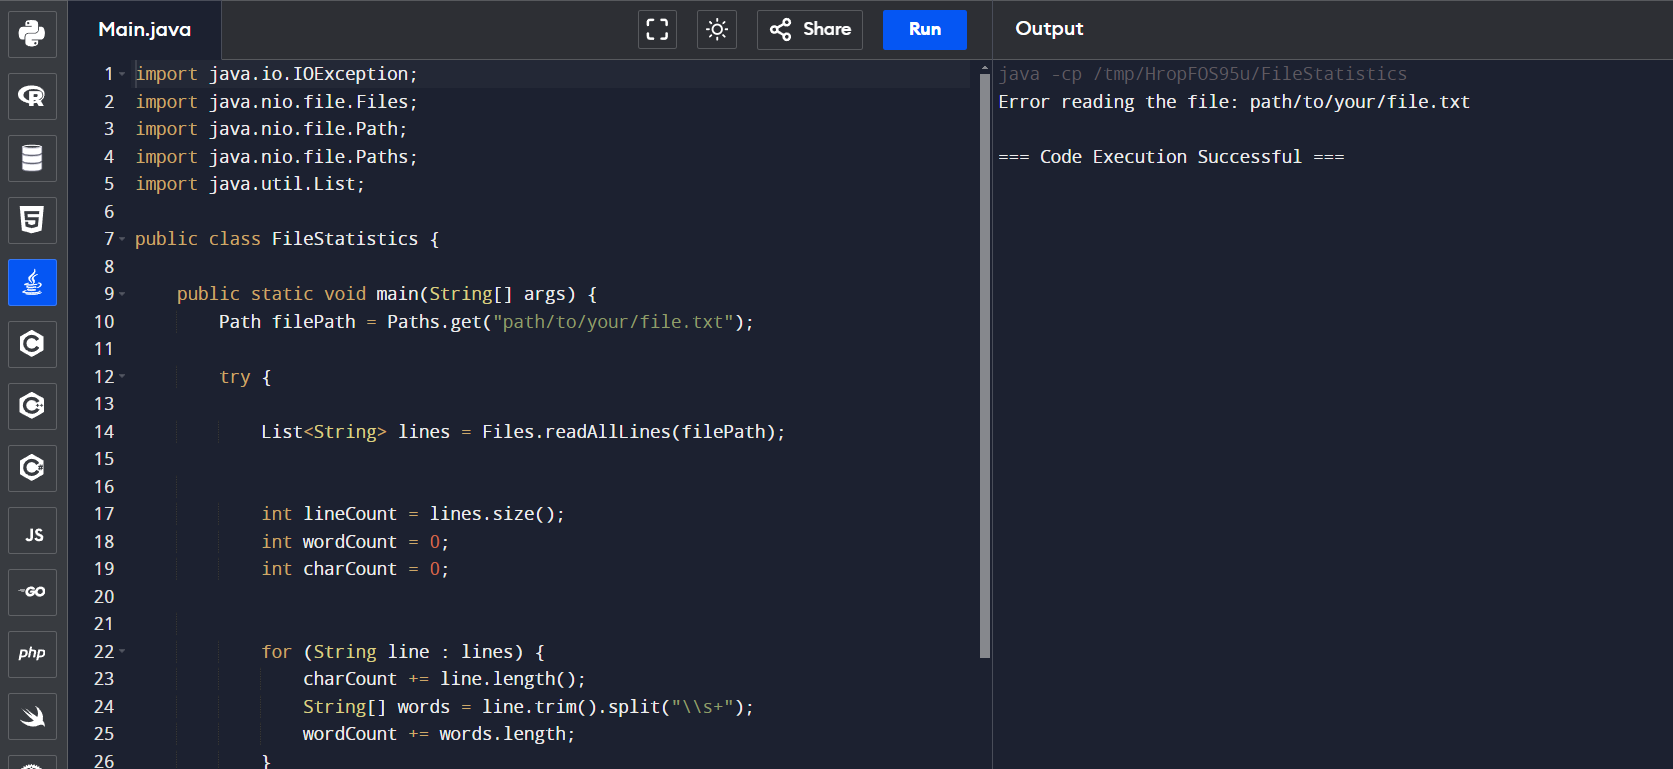 Main.java
Share
Run
Output
1 import java.io.IOException;
2 import java.nio.file.Files;
3 import java.nio.file.Path;
4 import java.nio.file.Paths;
5 import java.util.List;
6
7 public class FileStatistics {
8
9     public static void main(String[] args) {
10         Path filePath = Paths.get("path/to/your/file.txt");
11
12         try {
13
14             List<String> lines = Files.readAllLines(filePath);
15
16
17             int lineCount = lines.size();
18             int wordCount = 0;
19             int charCount = 0;
20
21
22             for (String line : lines) {
23                 charCount += line.length();
24                 String[] words = line.trim().split("\\s+");
25                 wordCount += words.length;
26             }
java -cp /tmp/HropFOS95u/FileStatistics
Error reading the file: path/to/your/file.txt
=== Code Execution Successful ===
R
5
C
C
C
JS
GO
php